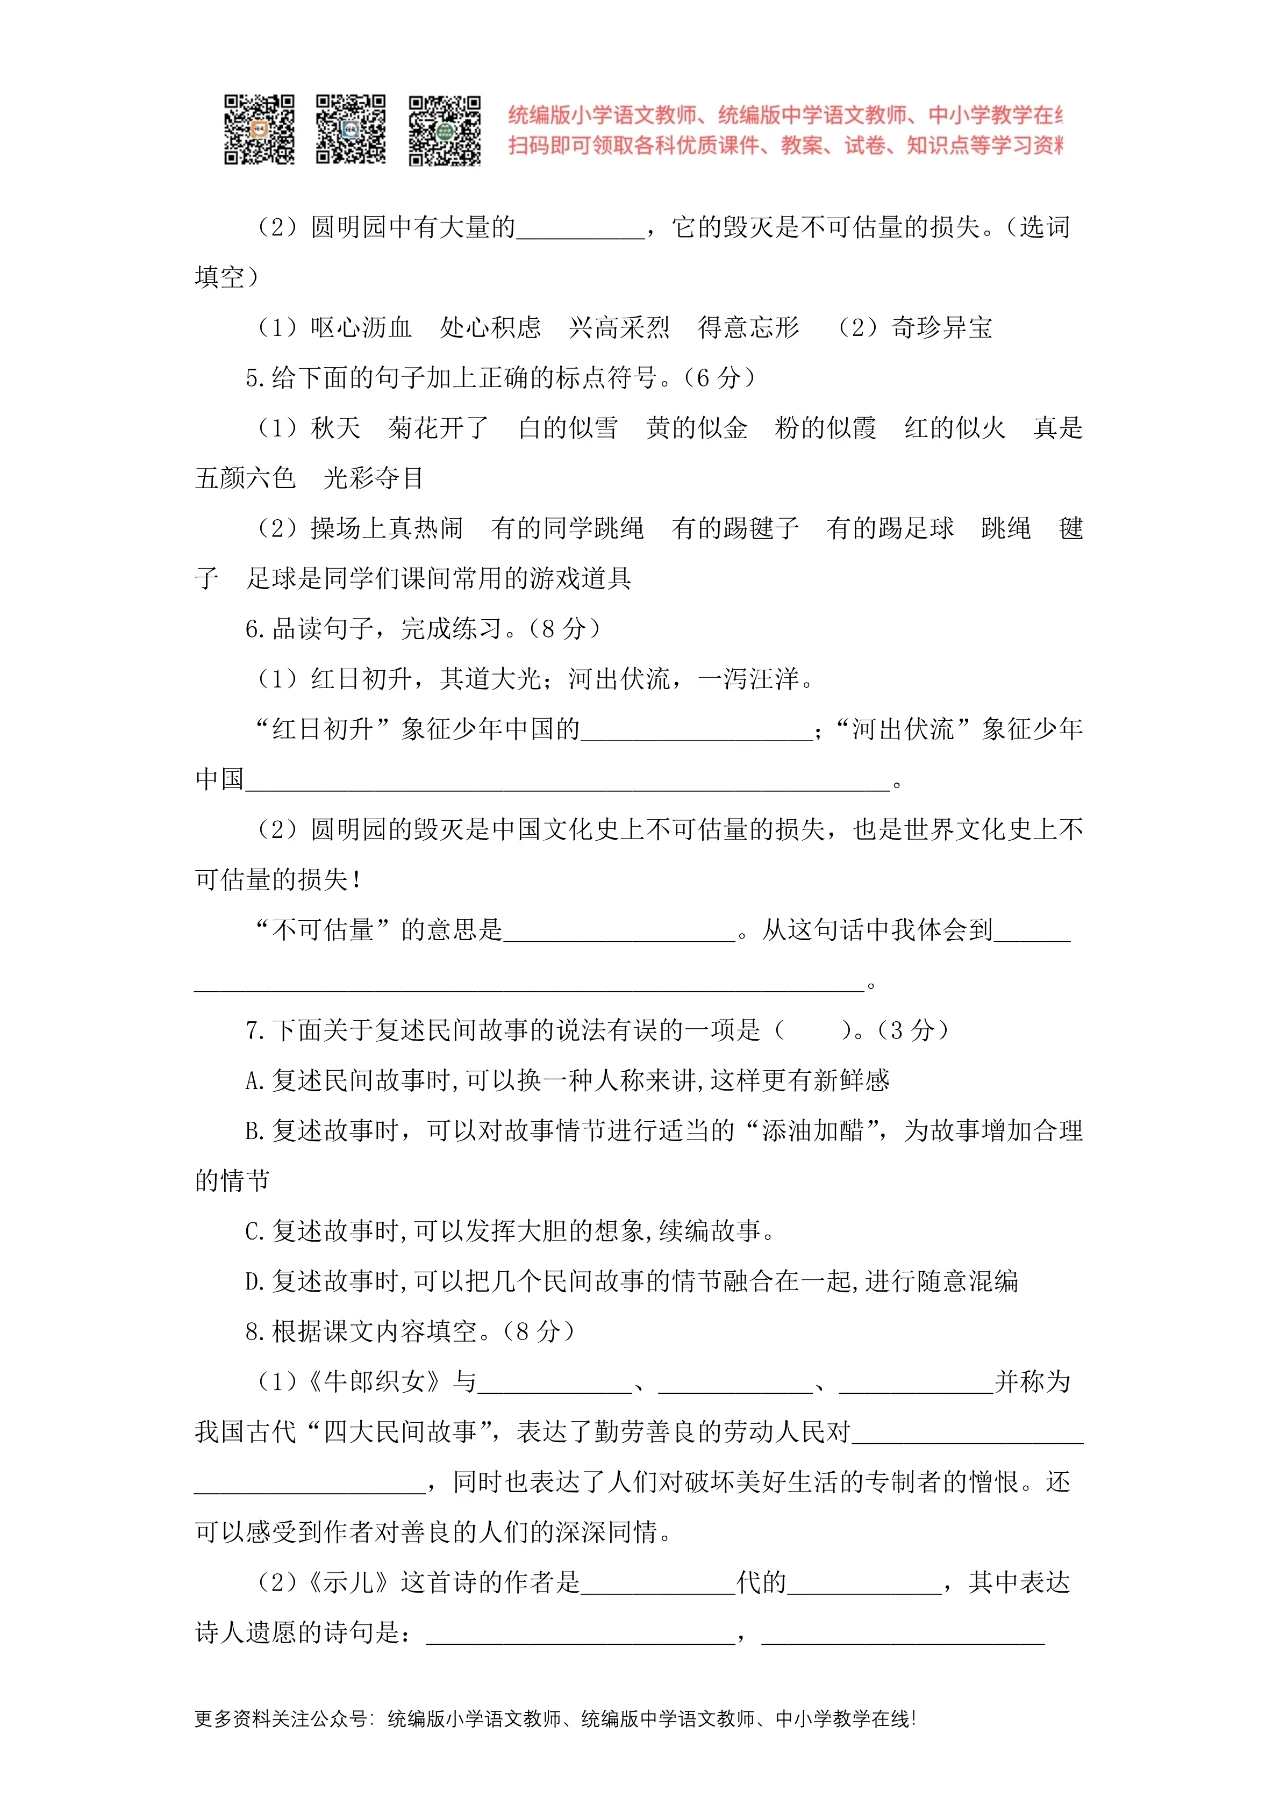 统编版小学语文教师、统编版中学语文教师、中小学教学在线
扫码即可领取各科优质课件、教案、试卷、知识点等学习资料
（2）圆明园中有大量的__________，它的毁灭是不可估量的损失。（选词
填空）
（1）呕心沥血　处心积虑　兴高采烈　得意忘形　（2）奇珍异宝
5.给下面的句子加上正确的标点符号。（6 分）
（1）秋天　菊花开了　白的似雪　黄的似金　粉的似霞　红的似火　真是
五颜六色　光彩夺目
（2）操场上真热闹　有的同学跳绳　有的踢毽子　有的踢足球　跳绳　毽
子　足球是同学们课间常用的游戏道具
6.品读句子，完成练习。（8 分）
（1）红日初升，其道大光；河出伏流，一泻汪洋。
“红日初升”象征少年中国的__________________；“河出伏流”象征少年
中国__________________________________________________。
（2）圆明园的毁灭是中国文化史上不可估量的损失，也是世界文化史上不
可估量的损失！
“不可估量”的意思是__________________。从这句话中我体会到______
____________________________________________________。
7.下面关于复述民间故事的说法有误的一项是（　　）。（3 分）
A.复述民间故事时,可以换一种人称来讲,这样更有新鲜感
B.复述故事时，可以对故事情节进行适当的“添油加醋”，为故事增加合理
的情节
C.复述故事时,可以发挥大胆的想象,续编故事。
D.复述故事时,可以把几个民间故事的情节融合在一起,进行随意混编
8.根据课文内容填空。（8 分）
（1）《牛郎织女》与____________、____________、____________并称为
我国古代“四大民间故事”，表达了勤劳善良的劳动人民对__________________
__________________，同时也表达了人们对破坏美好生活的专制者的憎恨。还
可以感受到作者对善良的人们的深深同情。
（2）《示儿》这首诗的作者是____________代的____________，其中表达
诗人遗愿的诗句是：________________________，______________________
更多资料关注公众号：统编版小学语文教师、统编版中学语文教师、中小学教学在线！